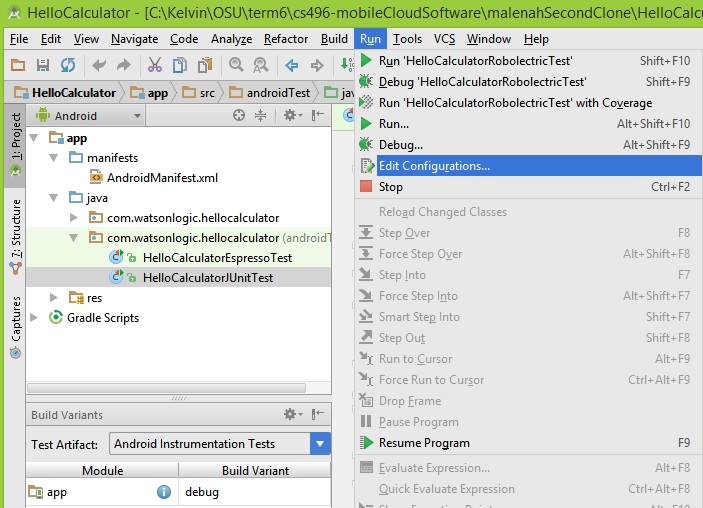 HelloCalculator - [C:\Kelvin\OSU\term6\cs496-mobileCloudSoftware\malenahSecondClone\HelloCalcu
File Edit View Navigate Code Analyze Refactor Build Run Tools VCS Window Help
HelloCalculator app src androidTest jav
1: Project
7: Structure
Captures
Android
app
manifests
AndroidManifest.xml
java
com.watsonlogic.hellocalculator
com.watsonlogic.hellocalculator (androidT
HelloCalculatorEspressoTest
HelloCalculatorJUnitTest
res
Gradle Scripts
Build Variants
Test Artifact: Android Instrumentation Tests
Module Build Variant
app debug
Run 'HelloCalculatorRobolectricTest' Shift+F10
Debug 'HelloCalculatorRobolectricTest' Shift+F9
Run 'HelloCalculatorRobolectricTest' with Coverage
Run... Alt+Shift+F10
Debug... Alt+Shift+F9
Edit Configurations...
Stop Ctrl+F2
Reload Changed Classes
Step Over F8
Force Step Over Alt+Shift+F8
Step Into F7
Force Step Into Alt+Shift+F7
Smart Step Into Shift+F7
Step Out Shift+F8
Run to Cursor Alt+F9
Force Run to Cursor Ctrl+Alt+F9
Drop Frame
Pause Program
Resume Program F9
Evaluate Expression... Alt+F8
Quick Evaluate Expression Ctrl+Alt+F8